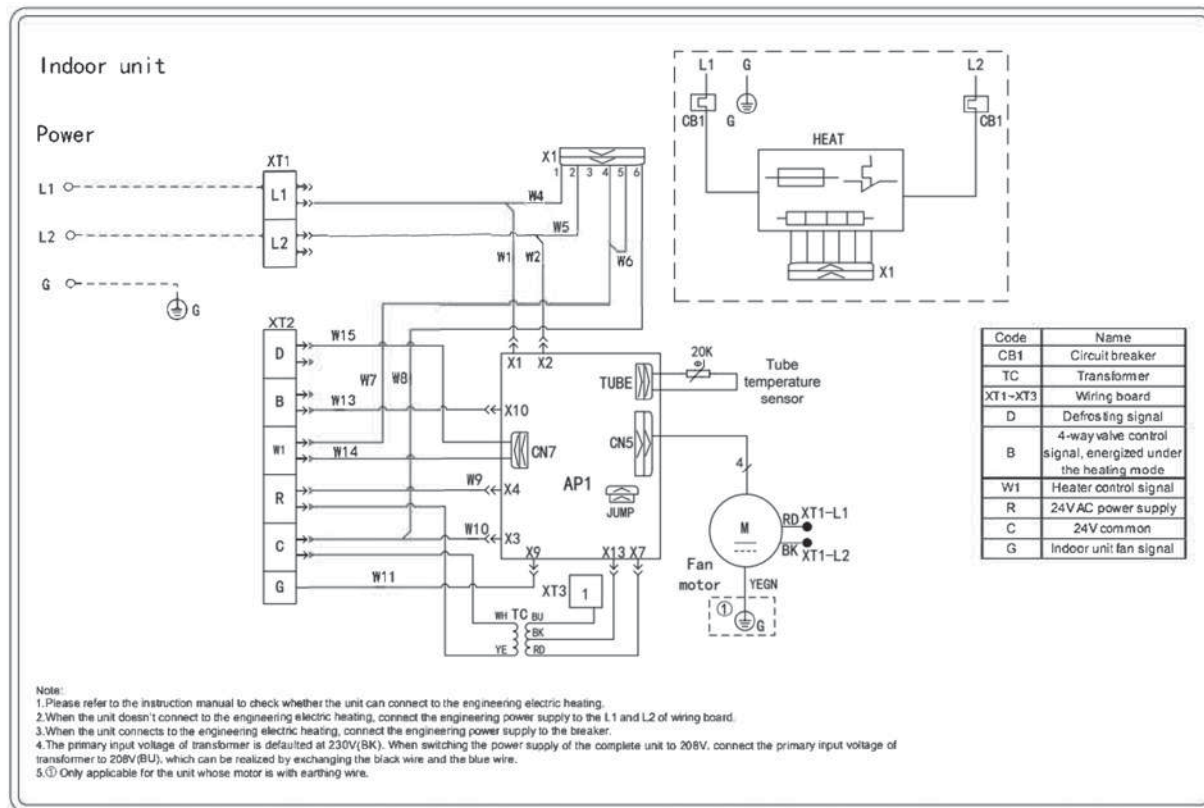 Indoor unit
Power
L1
L2
G
G
XT1
L1
L2
X1
1 2 3 4 5 6
W4
W5
W1
W2
W6
L1 G L2
CB1 G CB1
HEAT
X1
XT2
D
B
W1
R
C
G
W15
W7
W8
W13
W14
W9
W10
W11
X1 X2
TUBE
X10
CN7
CN5
X4
AP1
JUMP
X3
X9 X13 X7
20K
Tube
temperature
sensor
4
M
RD XT1-L1
BK XT1-L2
Fan
motor
YEGN
① G
XT3 1
WH TC BU
BK
YE RD
Code Name
CB1 Circuit breaker
TC Transformer
XT1~XT3 Wiring board
D Defrosting signal
B 4-way valve control
signal, energized under
the heating mode
W1 Heater control signal
R 24VAC power supply
C 24V common
G Indoor unit fan signal
Note:
1.Please refer to the instruction manual to check whether the unit can connect to the engineering electric heating.
2.When the unit doesn't connect to the engineering electric heating, connect the engineering power supply to the L1 and L2 of wiring board.
3.When the unit connects to the engineering electric heating, connect the engineering power supply to the breaker.
4.The primary input voltage of transformer is defaulted at 230V(BK). When switching the power supply of the complete unit to 208V, connect the primary input voltage of
transformer to 208V(BU), which can be realized by exchanging the black wire and the blue wire.
5.① Only applicable for the unit whose motor is with earthing wire.